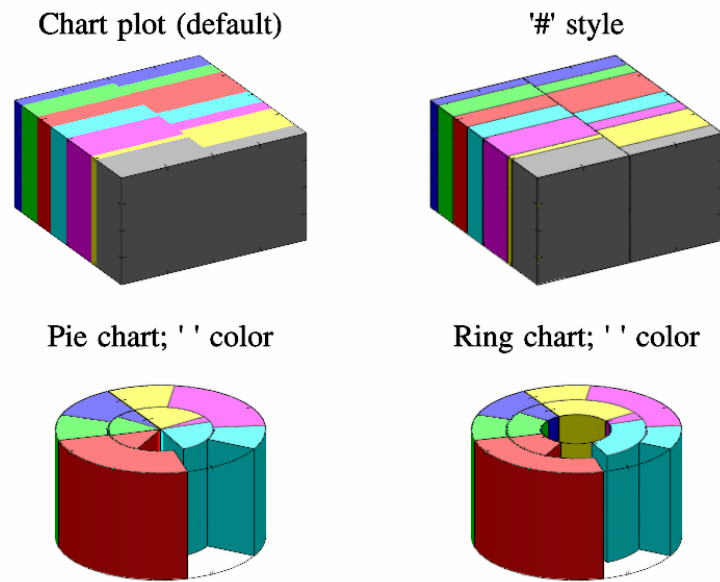 Chart plot (default)
'#' style
Pie chart; ' ' color
Ring chart; ' ' color